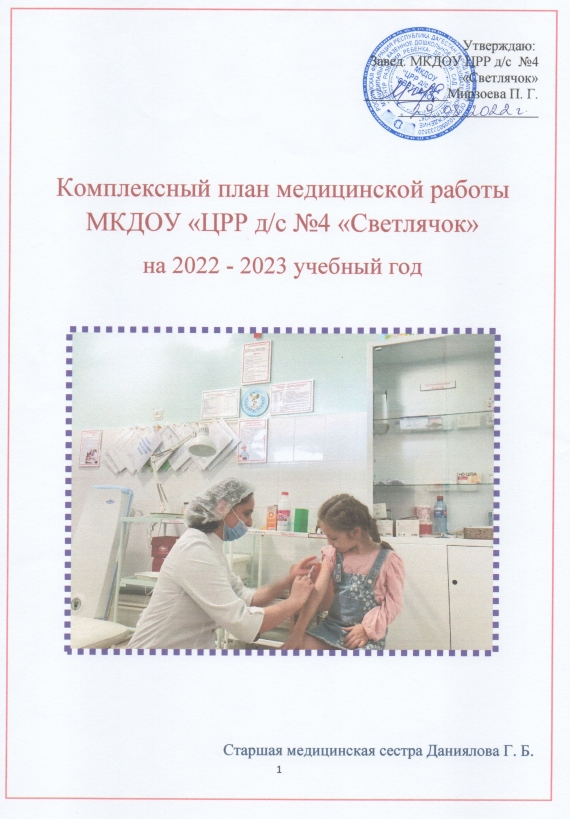 Утверждаю:
Завед. МКДОУ ЦРР д/с №4
«Светлячок»
Мирзоева П. Г.
Комплексный план медицинской работы
МКДОУ «ЦРР д/с №4 «Светлячок»
на 2022 - 2023 учебный год
Старшая медицинская сестра Даниялова Г. Б.
1